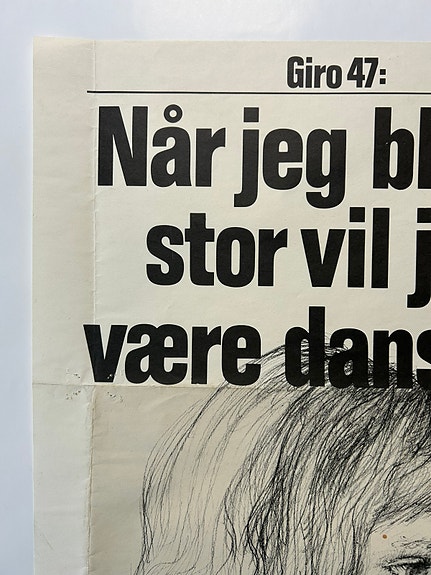 Giro 47:
Når jeg bl
stor vil j
være dans